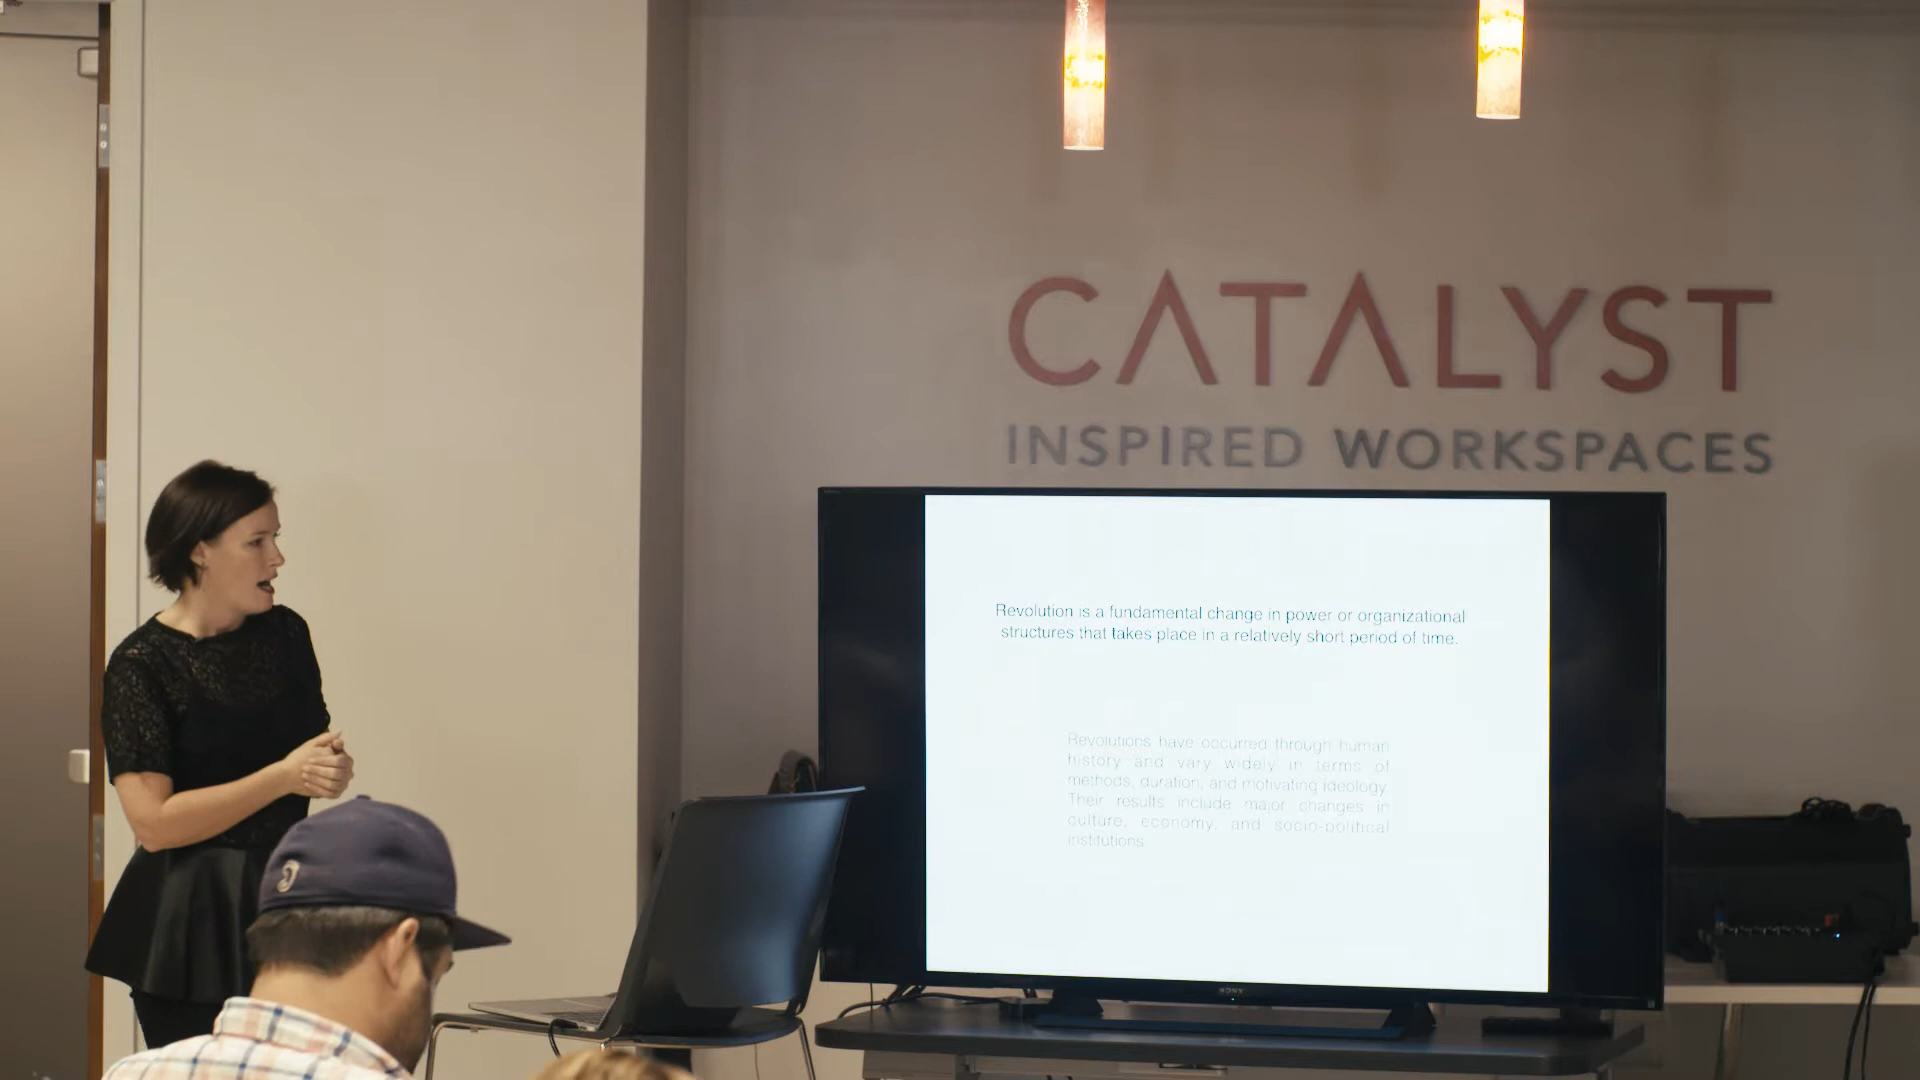 CATALYST
INSPIRED WORKSPACES
Revolution is a fundamental change in power or organizational
structures that takes place in a relatively short period of time.
Revolutions have occurred through human
history and vary widely in terms of
methods, duration, and motivating ideology.
Their results include major changes in
culture, economy, and socio-political
institutions.
SONY